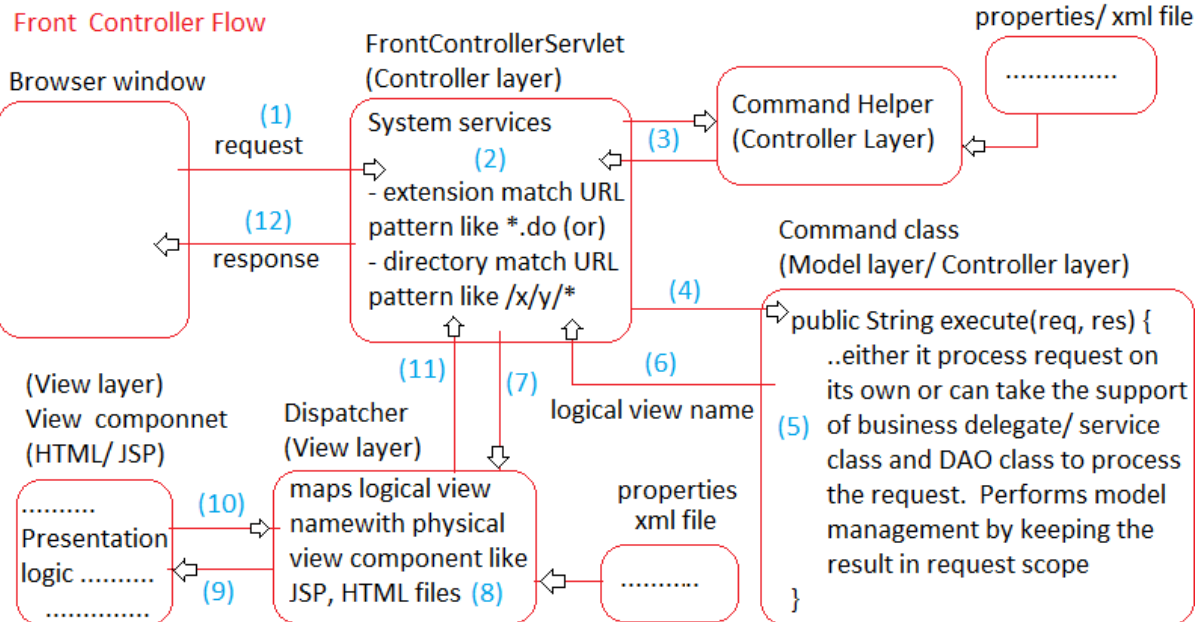 Front Controller Flow
properties/ xml file
...............
FrontControllerServlet
(Controller layer)
Browser window
Command Helper
(Controller Layer)
(1)
request
System services
(2)
(3)
- extension match URL
pattern like *.do (or)
- directory match URL
pattern like /x/y/*
(12)
response
Command class
(Model layer/ Controller layer)
(4)
public String execute(req, res) {
..either it process request on
its own or can take the support
(5) of business delegate/ service
class and DAO class to process
the request. Performs model
management by keeping the
result in request scope
}
(11)
(7)
(6)
logical view name
(View layer)
View componnet
(HTML/ JSP)
Dispatcher
(View layer)
..........
Presentation
logic ..........
..............
(10)
(9)
maps logical view
namewith physical
view component like
JSP, HTML files (8)
properties
xml file
...........